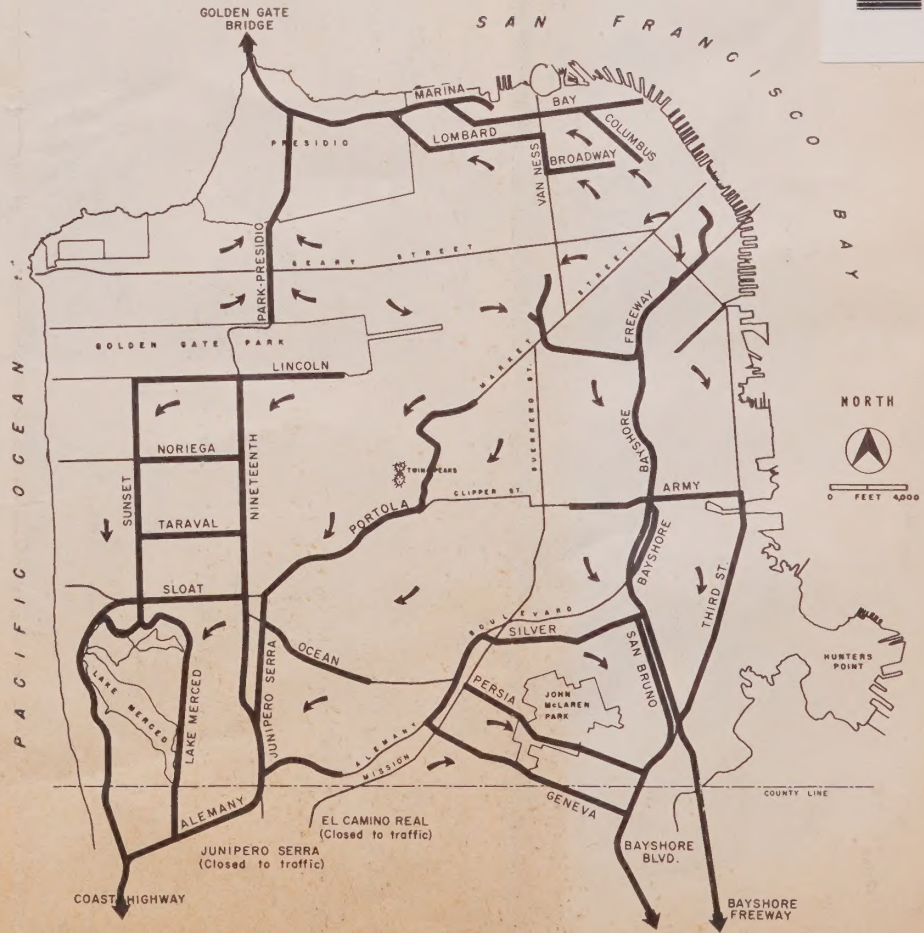 GOLDEN GATE
BRIDGE
SAN FRANCISCO BAY
MARINA
BAY
COLUMBUS
LOMBARD
PRESIDIO
VAN NESS
BROADWAY
PARK-PRESIDIO
GEARY STREET
MARKET STREET
FREEWAY
GOLDEN GATE PARK
LINCOLN
PACIFIC OCEAN
NORTH
0 FEET 4,000
NORIEGA
SUNSET
NINETEENTH
TWIN PEAKS
GUERRERO ST.
BAYSHORE
CLIPPER ST.
ARMY
PORTOLA
TARAVAL
BAYSHORE
THIRD ST.
SLOAT
BOULEVARD
SILVER
SAN BRUNO
HUNTERS
POINT
OCEAN
JUNIPERO SERRA
LAKE MERCED
LAKE MERCED
PERSIA
JOHN
McLAREN
PARK
ALEMANY
MISSION
GENEVA
COUNTY LINE
ALEMANY
EL CAMINO REAL
(Closed to traffic)
JUNIPERO SERRA
(Closed to traffic)
BAYSHORE
BLVD.
COAST HIGHWAY
BAYSHORE
FREEWAY